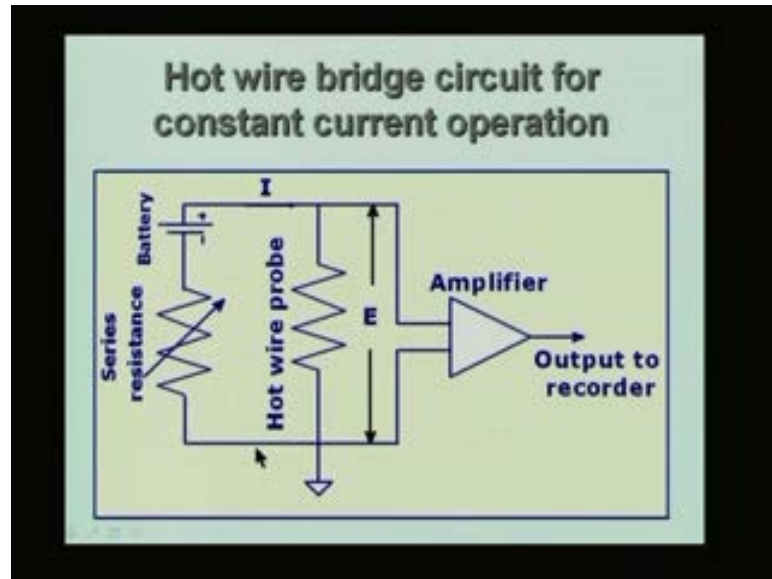 Hot wire bridge circuit for
constant current operation
I
Battery
+
-
Series
resistance
Hot wire probe
E
Amplifier
Output to
recorder